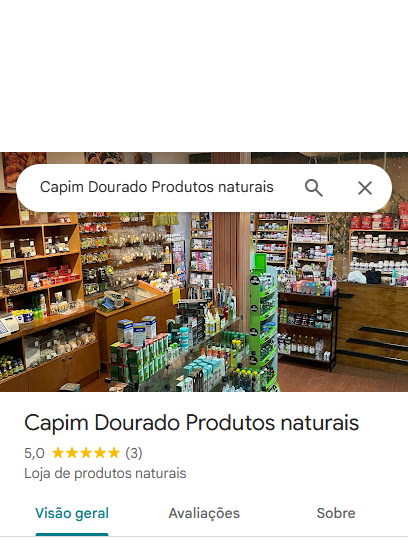 Capim Dourado Produtos naturais
Capim Dourado Produtos naturais
5,0 ★★★★★ (3)
Loja de produtos naturais
Visão geral Avaliações Sobre